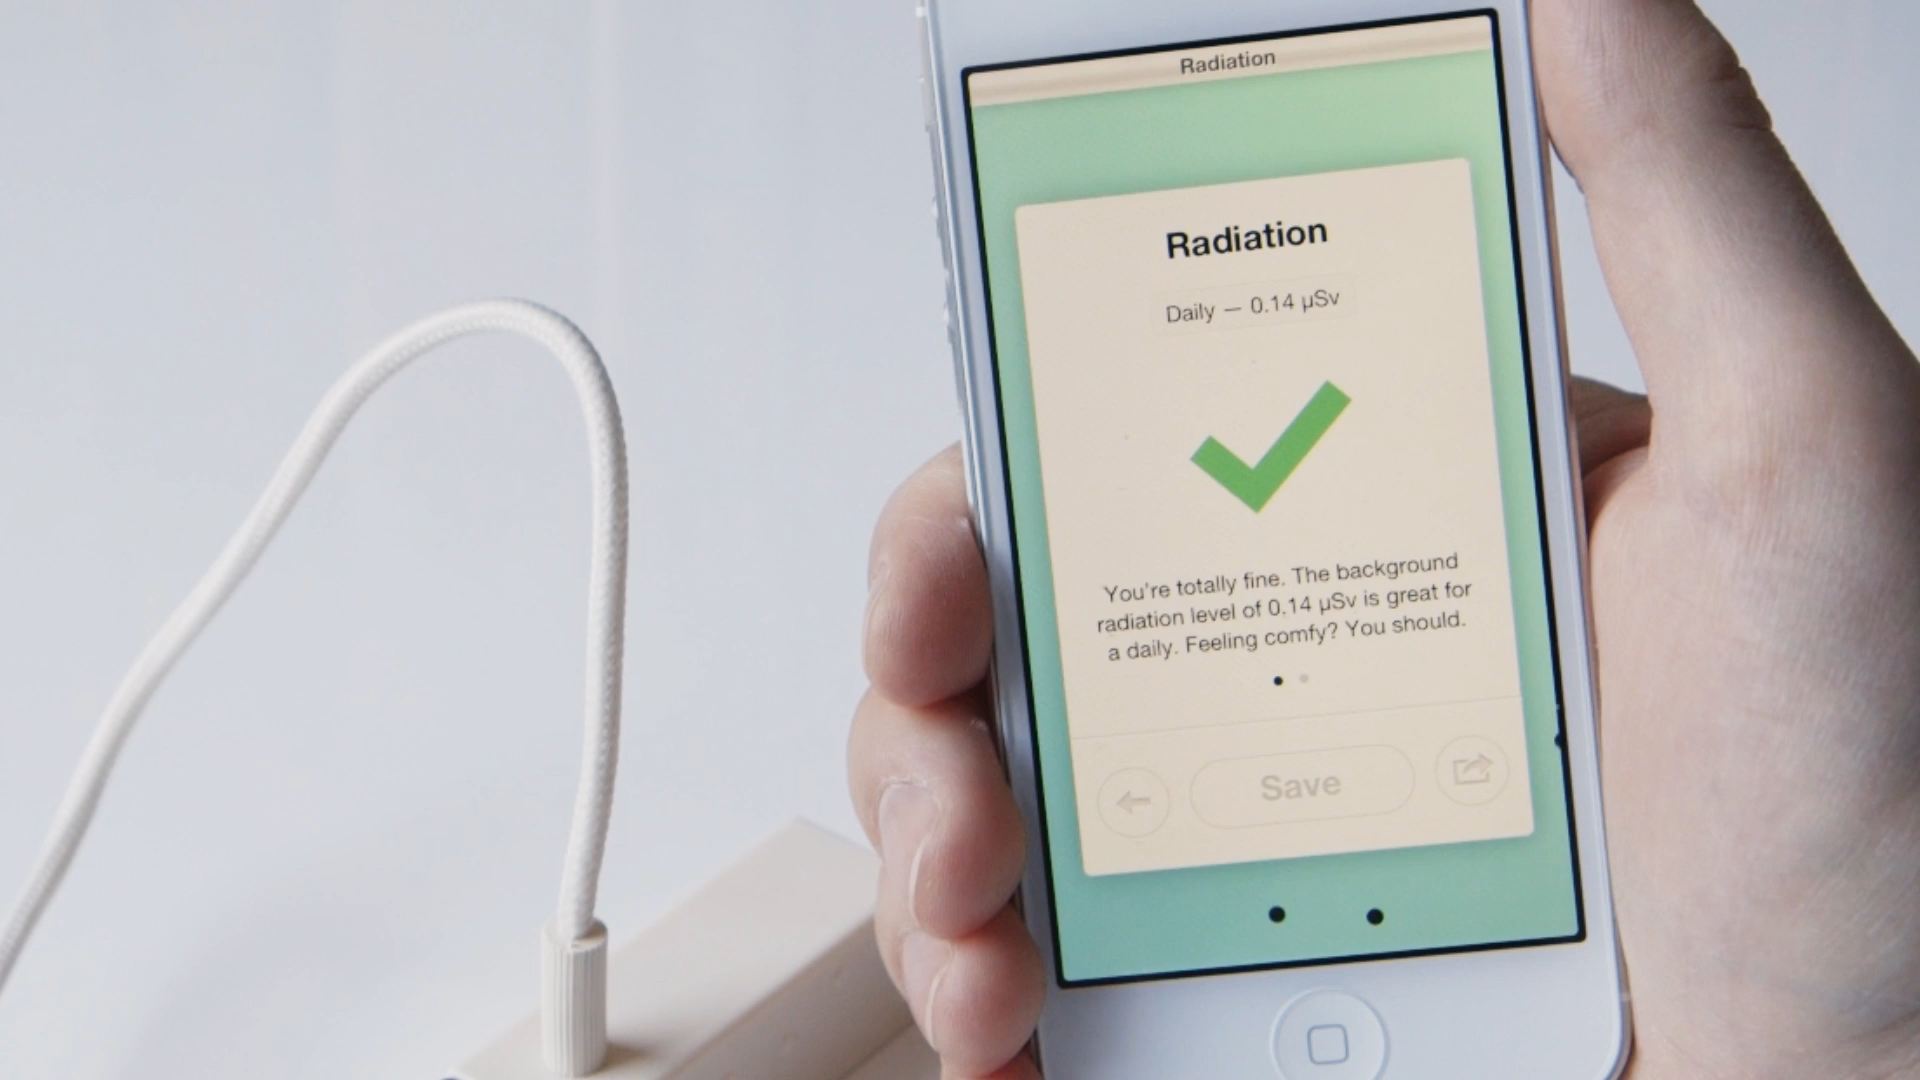 Radiation
Radiation
Daily — 0.14 µSv
You're totally fine. The background
radiation level of 0.14 µSv is great for
a daily. Feeling comfy? You should.
Save